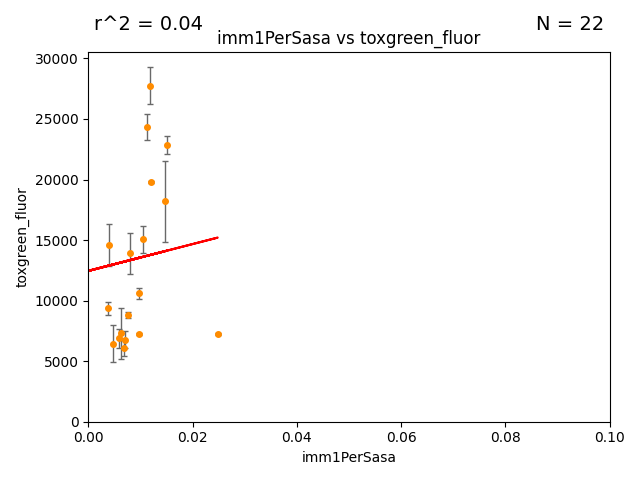 r^2 = 0.04
N = 22
imm1PerSasa vs toxgreen_fluor
30000
25000
20000
15000
10000
5000
0
toxgreen_fluor
0.00 0.02 0.04 0.06 0.08 0.10
imm1PerSasa